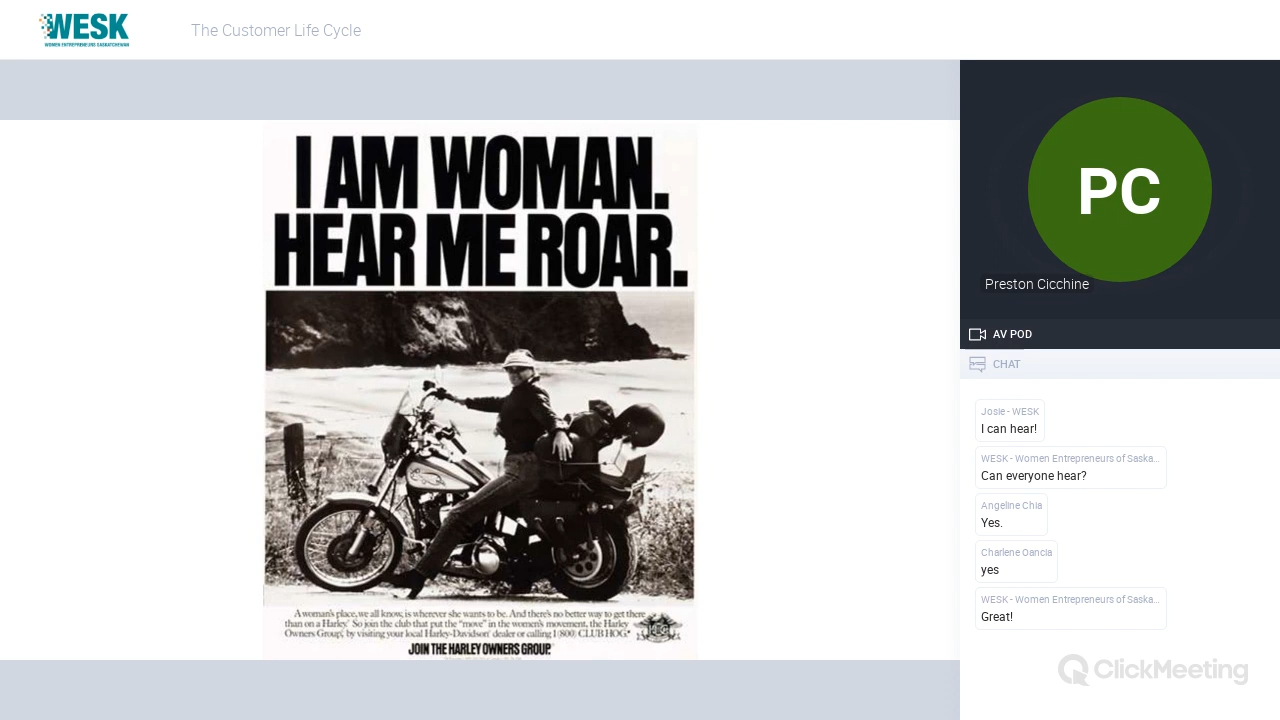 WESK
WOMEN ENTREPRENEURS SASKATCHEWAN
The Customer Life Cycle
I AM WOMAN.
HEAR ME ROAR.
A woman's place, we all know, is wherever she wants to be. And there's no better way to get there
than on a Harley.® So join the club that put the "move" in the women's movement, the Harley
Owners Group,® by visiting your local Harley-Davidson® dealer or calling 1 (800) CLUB HOG.®
JOIN THE HARLEY OWNERS GROUP.
PC
Preston Cicchine
AV POD
CHAT
Josie - WESK
I can hear!
WESK - Women Entrepreneurs of Saska...
Can everyone hear?
Angeline Chia
Yes.
Charlene Oancia
yes
WESK - Women Entrepreneurs of Saska...
Great!
ClickMeeting